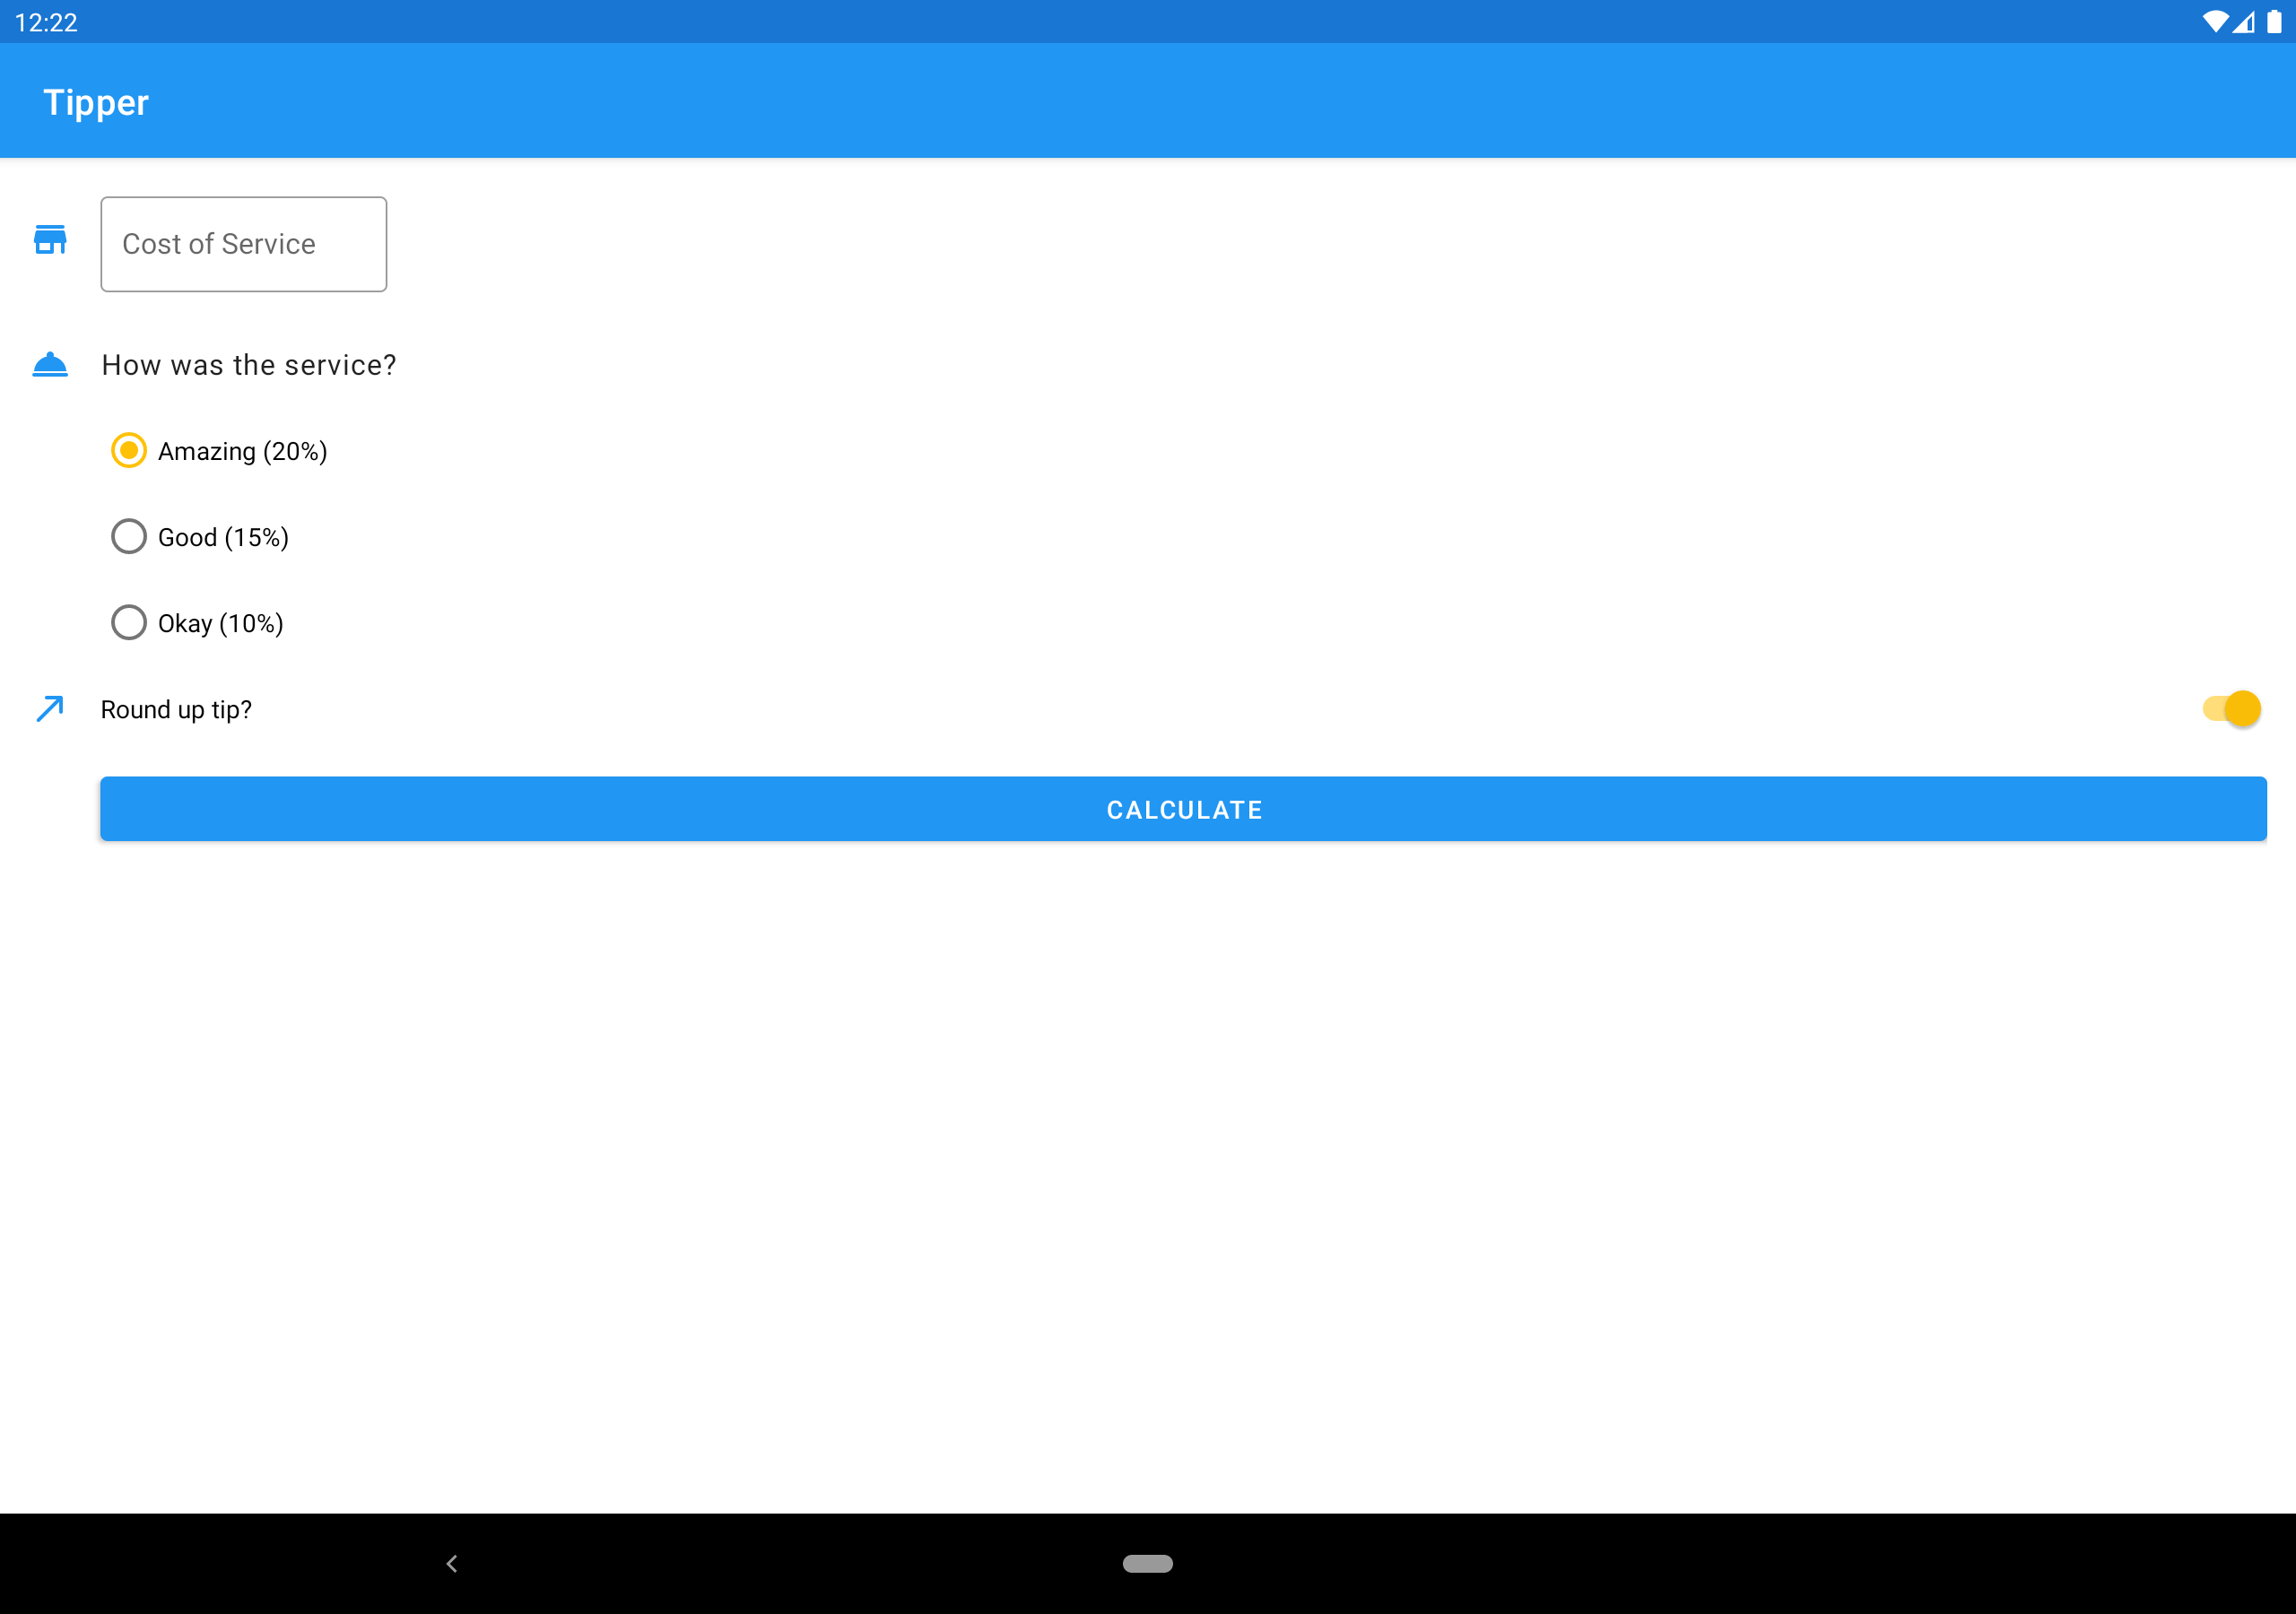 12:22
Tipper
Cost of Service
How was the service?
Amazing (20%)
Good (15%)
Okay (10%)
Round up tip?
CALCULATE